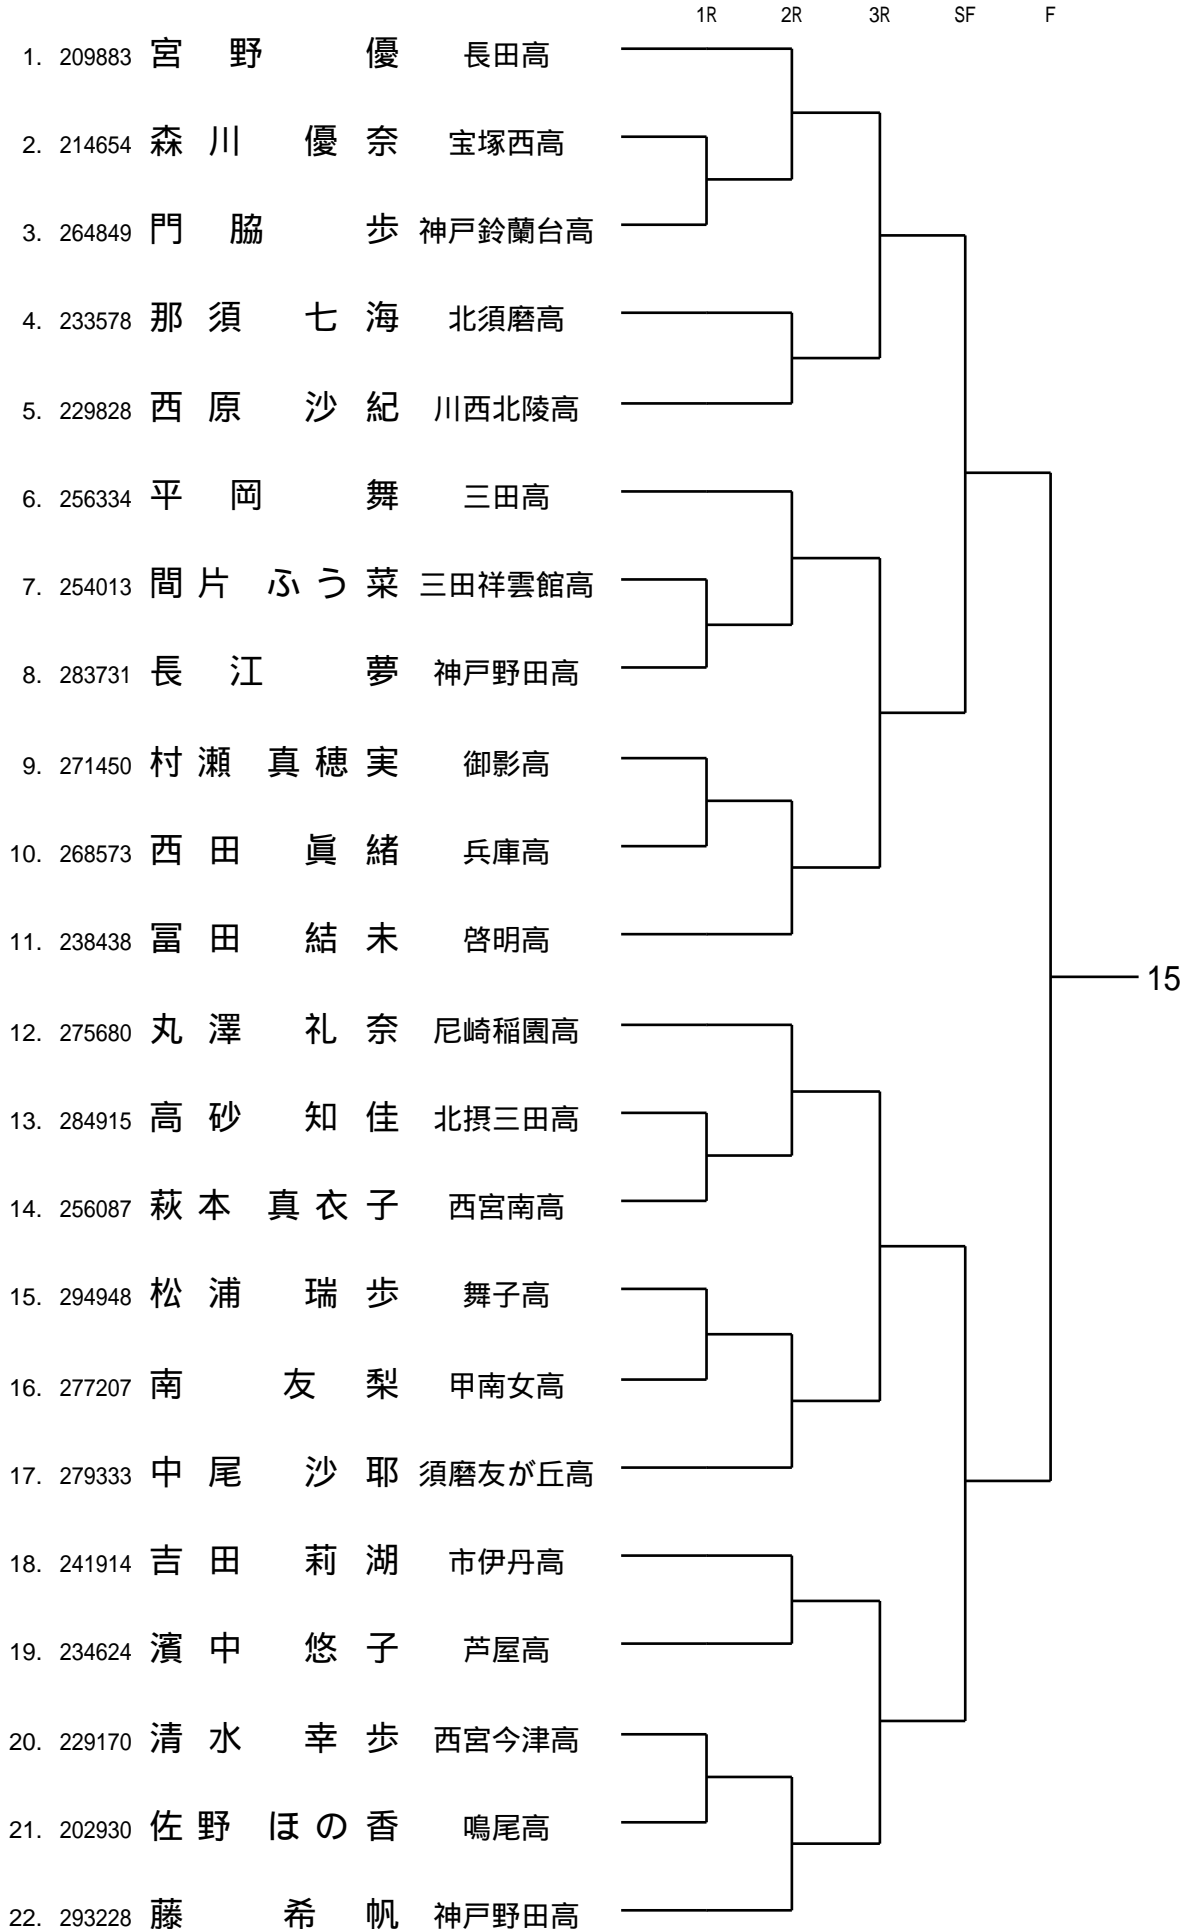 1R 2R 3R SF F
1. 209883 宮野 優 長田高
2. 214654 森川 優奈 宝塚西高
3. 264849 門脇 歩 神戸鈴蘭台高
4. 233578 那須 七海 北須磨高
5. 229828 西原 沙紀 川西北陵高
6. 256334 平岡 舞 三田高
7. 254013 間片 ふう菜 三田祥雲館高
8. 283731 長江 夢 神戸野田高
9. 271450 村瀬 真穂実 御影高
10. 268573 西田 眞緒 兵庫高
11. 238438 冨田 結未 啓明高
15
12. 275680 丸澤 礼奈 尼崎稲園高
13. 284915 高砂 知佳 北摂三田高
14. 256087 萩本 真衣子 西宮南高
15. 294948 松浦 瑞歩 舞子高
16. 277207 南 友梨 甲南女高
17. 279333 中尾 沙耶 須磨友が丘高
18. 241914 吉田 莉湖 市伊丹高
19. 234624 濱中 悠子 芦屋高
20. 229170 清水 幸歩 西宮今津高
21. 202930 佐野 ほの香 鳴尾高
22. 293228 藤 希帆 神戸野田高